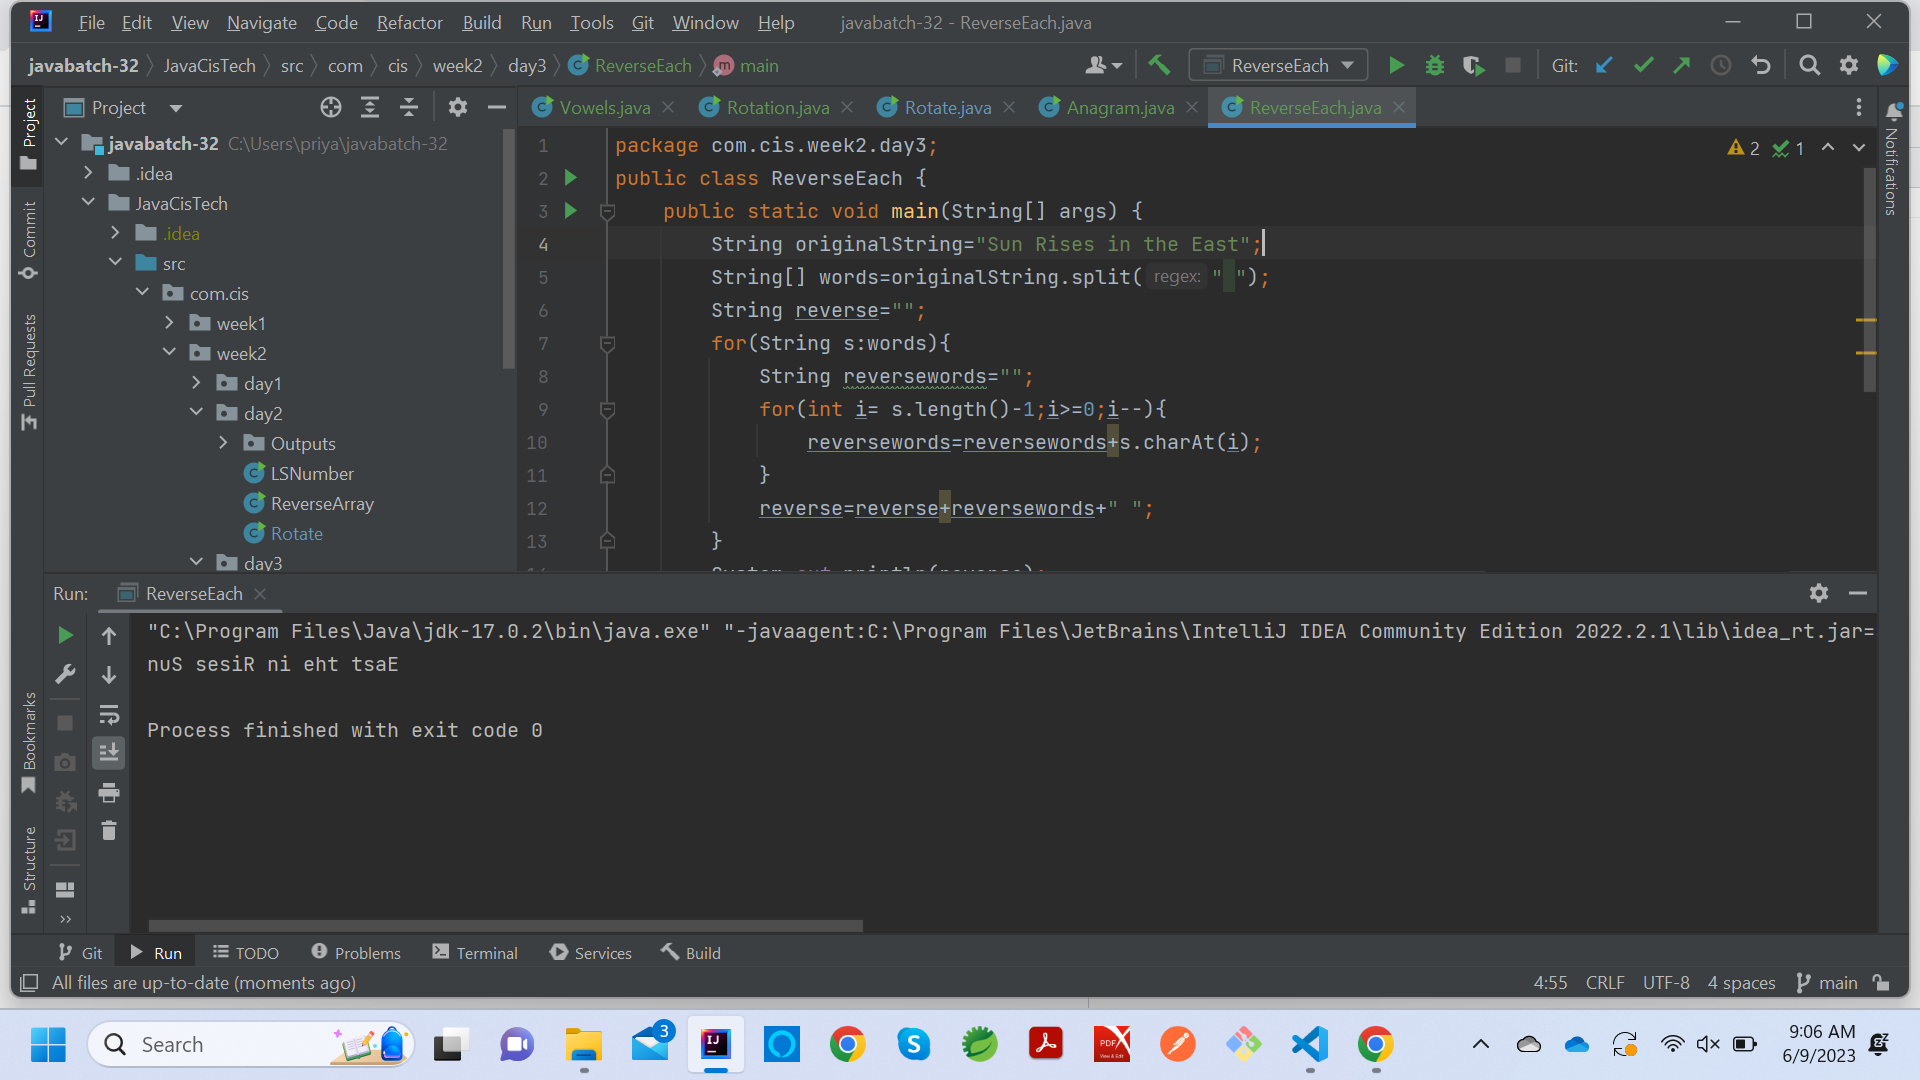 File Edit View Navigate Code Refactor Build Run Tools Git Window Help javabatch-32 - ReverseEach.java
javabatch-32 JavaCisTech src com cis week2 day3 ReverseEach main ReverseEach Git:
Project Vowels.java Rotation.java Rotate.java Anagram.java ReverseEach.java
Project
Commit
Pull Requests
Bookmarks
Structure
Notifications
javabatch-32 C:\Users\priya\javabatch-32
.idea
JavaCisTech
.idea
src
com.cis
week1
week2
day1
day2
Outputs
LSNumber
ReverseArray
Rotate
day3
2 1
1 package com.cis.week2.day3;
2 public class ReverseEach {
3 public static void main(String[] args) {
4 String originalString="Sun Rises in the East";
5 String[] words=originalString.split( regex: " ");
6 String reverse="";
7 for(String s:words){
8 String reversewords="";
9 for(int i= s.length()-1;i>=0;i--){
10 reversewords=reversewords+s.charAt(i);
11 }
12 reverse=reverse+reversewords+" ";
13 }
Run: ReverseEach
"C:\Program Files\Java\jdk-17.0.2\bin\java.exe" "-javaagent:C:\Program Files\JetBrains\IntelliJ IDEA Community Edition 2022.2.1\lib\idea_rt.jar=
nuS sesiR ni eht tsaE
Process finished with exit code 0
Git Run TODO Problems Terminal Services Build
All files are up-to-date (moments ago) 4:55 CRLF UTF-8 4 spaces main
Search 3 9:06 AM
6/9/2023